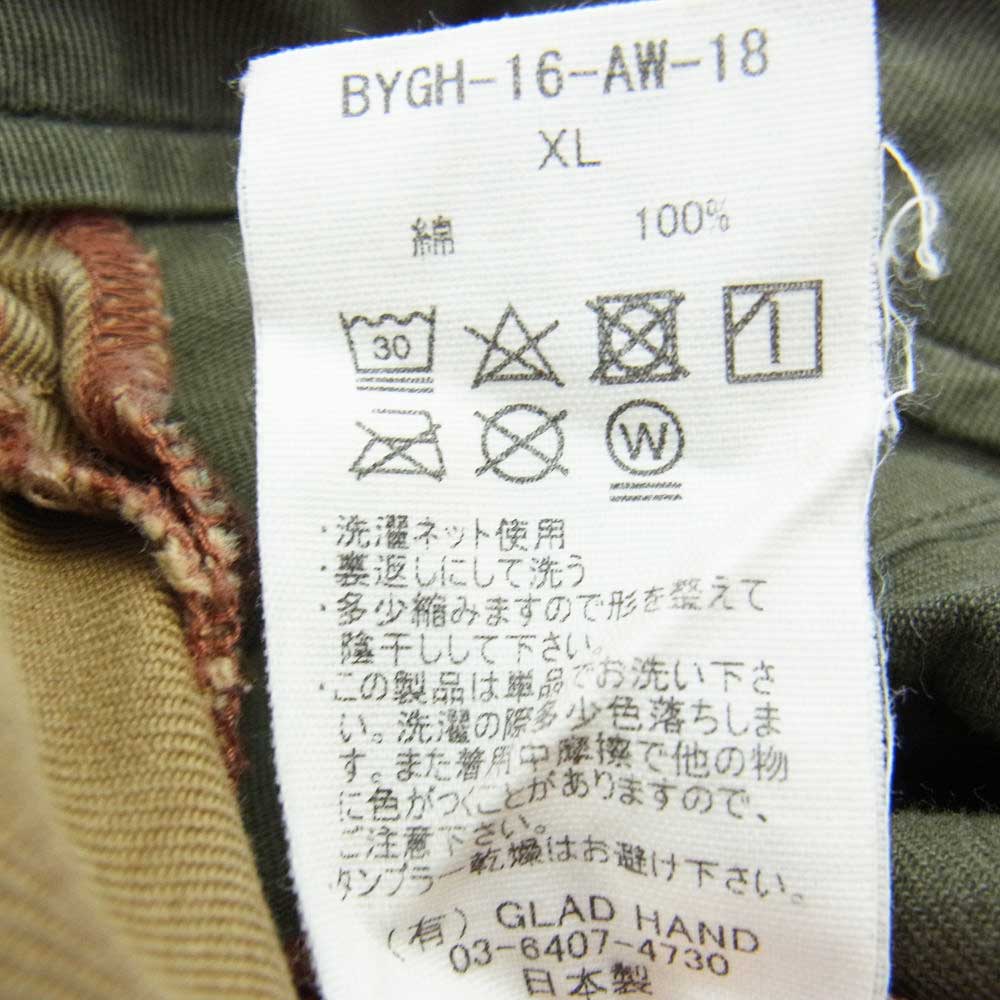 BYGH-16-AW-18
XL
綿 100%
30
W
・洗濯ネット使用
・裏返しにして洗う
・多少縮みますので形を整えて
陰干しして下さい。
・この製品は単品でお洗い下さ
い。洗濯の際多少色落ちしま
す。また着用中摩擦で他の物
に色がつくことがありますので、
ご注意下さい。
タンブラー乾燥はお避け下さい。
(有) GLAD HAND
03-6407-4730
日本製